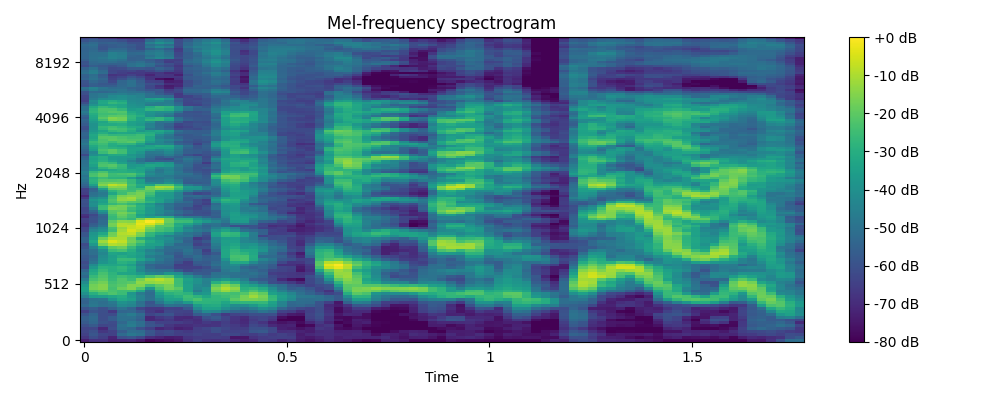 Mel-frequency spectrogram
8192
4096
2048
1024
512
0
Hz
0
0.5
1
1.5
Time
+0 dB
-10 dB
-20 dB
-30 dB
-40 dB
-50 dB
-60 dB
-70 dB
-80 dB